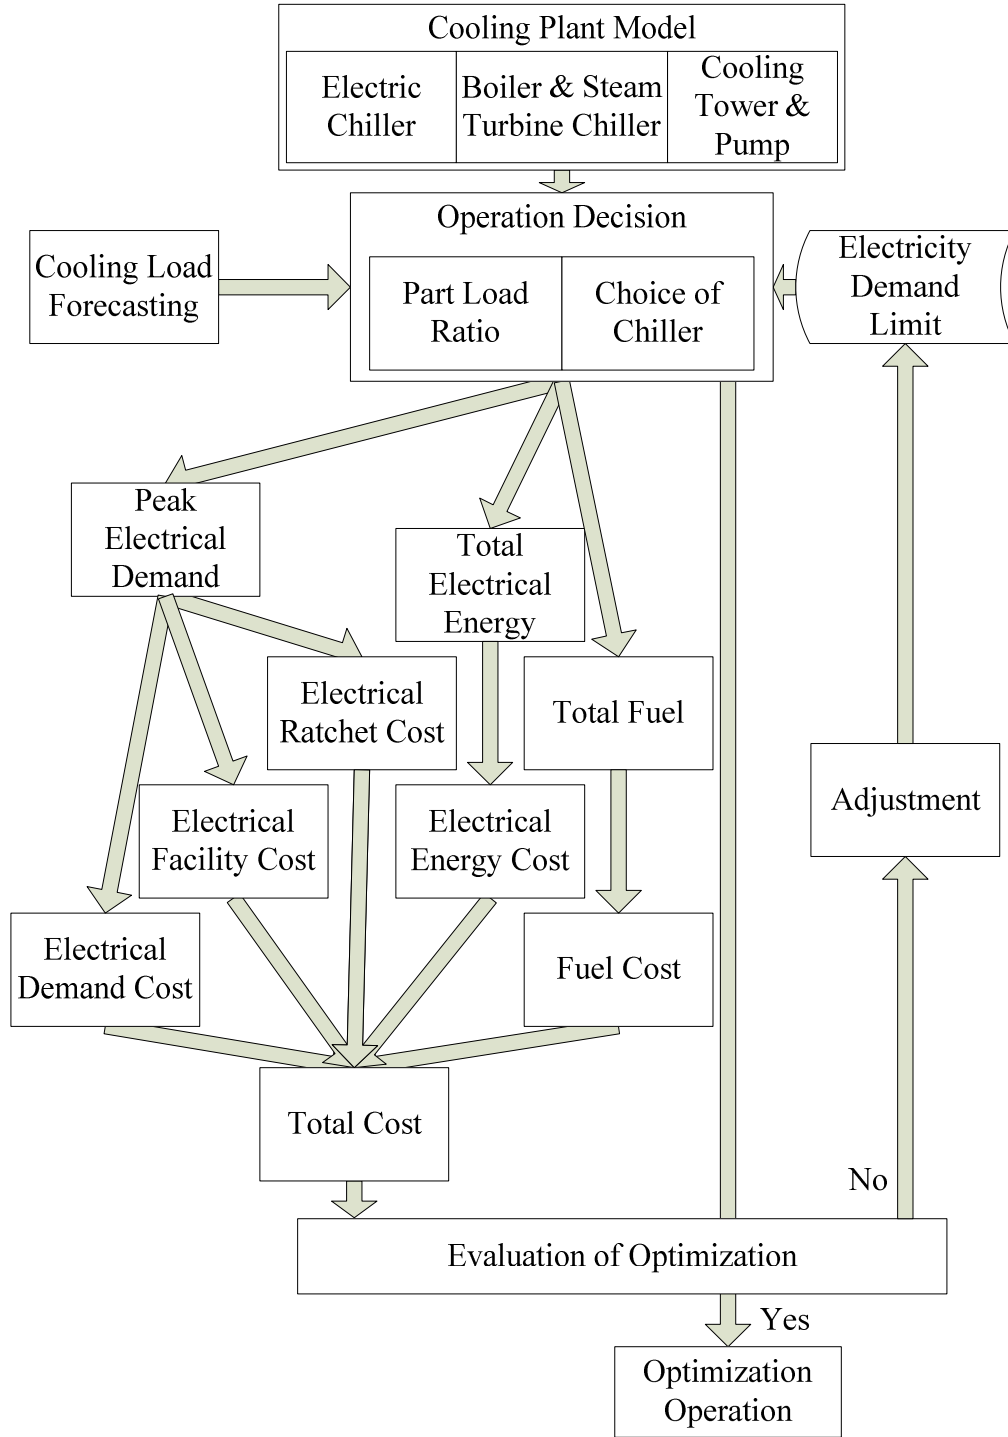 Cooling Plant Model
Electric
Chiller
Boiler & Steam
Turbine Chiller
Cooling
Tower &
Pump
Operation Decision
Part Load
Ratio
Choice of
Chiller
Cooling Load
Forecasting
Electricity
Demand
Limit
Peak
Electrical
Demand
Total
Electrical
Energy
Electrical
Ratchet Cost
Total Fuel
Adjustment
Electrical
Facility Cost
Electrical
Energy Cost
Electrical
Demand Cost
Fuel Cost
Total Cost
No
Evaluation of Optimization
Yes
Optimization
Operation